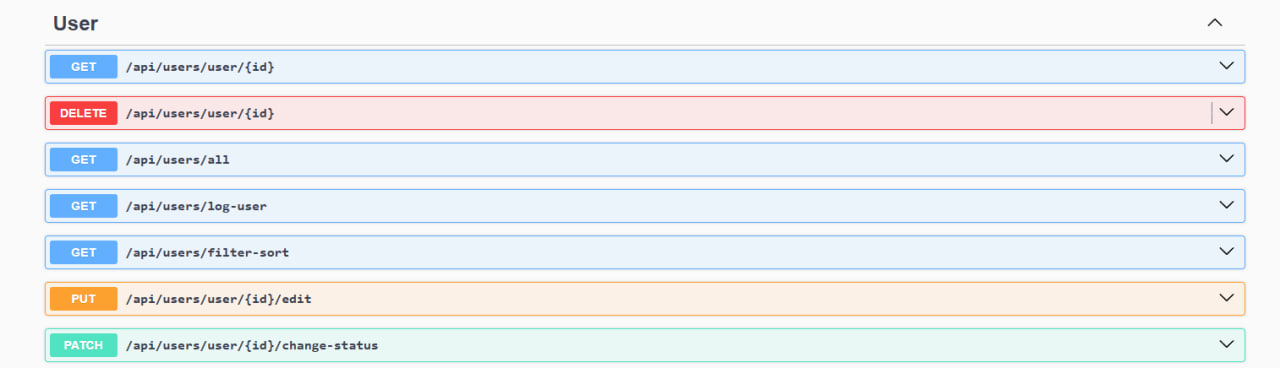 User
GET /api/users/user/{id}
DELETE /api/users/user/{id}
GET /api/users/all
GET /api/users/log-user
GET /api/users/filter-sort
PUT /api/users/user/{id}/edit
PATCH /api/users/user/{id}/change-status